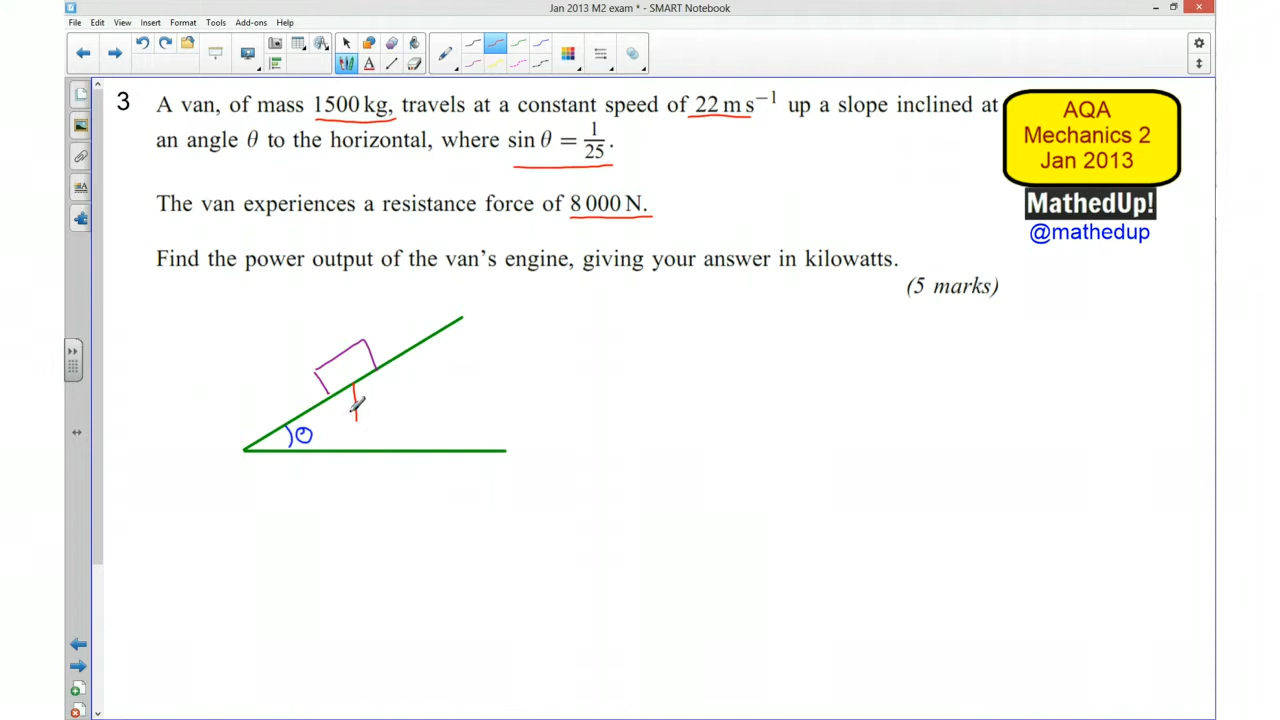 Jan 2013 M2 exam * - SMART Notebook
File Edit View Insert Format Tools Add-ons Help
3 A van, of mass 1500 kg, travels at a constant speed of 22 m s⁻¹ up a slope inclined at
an angle θ to the horizontal, where sin θ = 1/25.
The van experiences a resistance force of 8 000 N.
Find the power output of the van's engine, giving your answer in kilowatts.
(5 marks)
AQA
Mechanics 2
Jan 2013
MathedUp!
@mathedup
θ